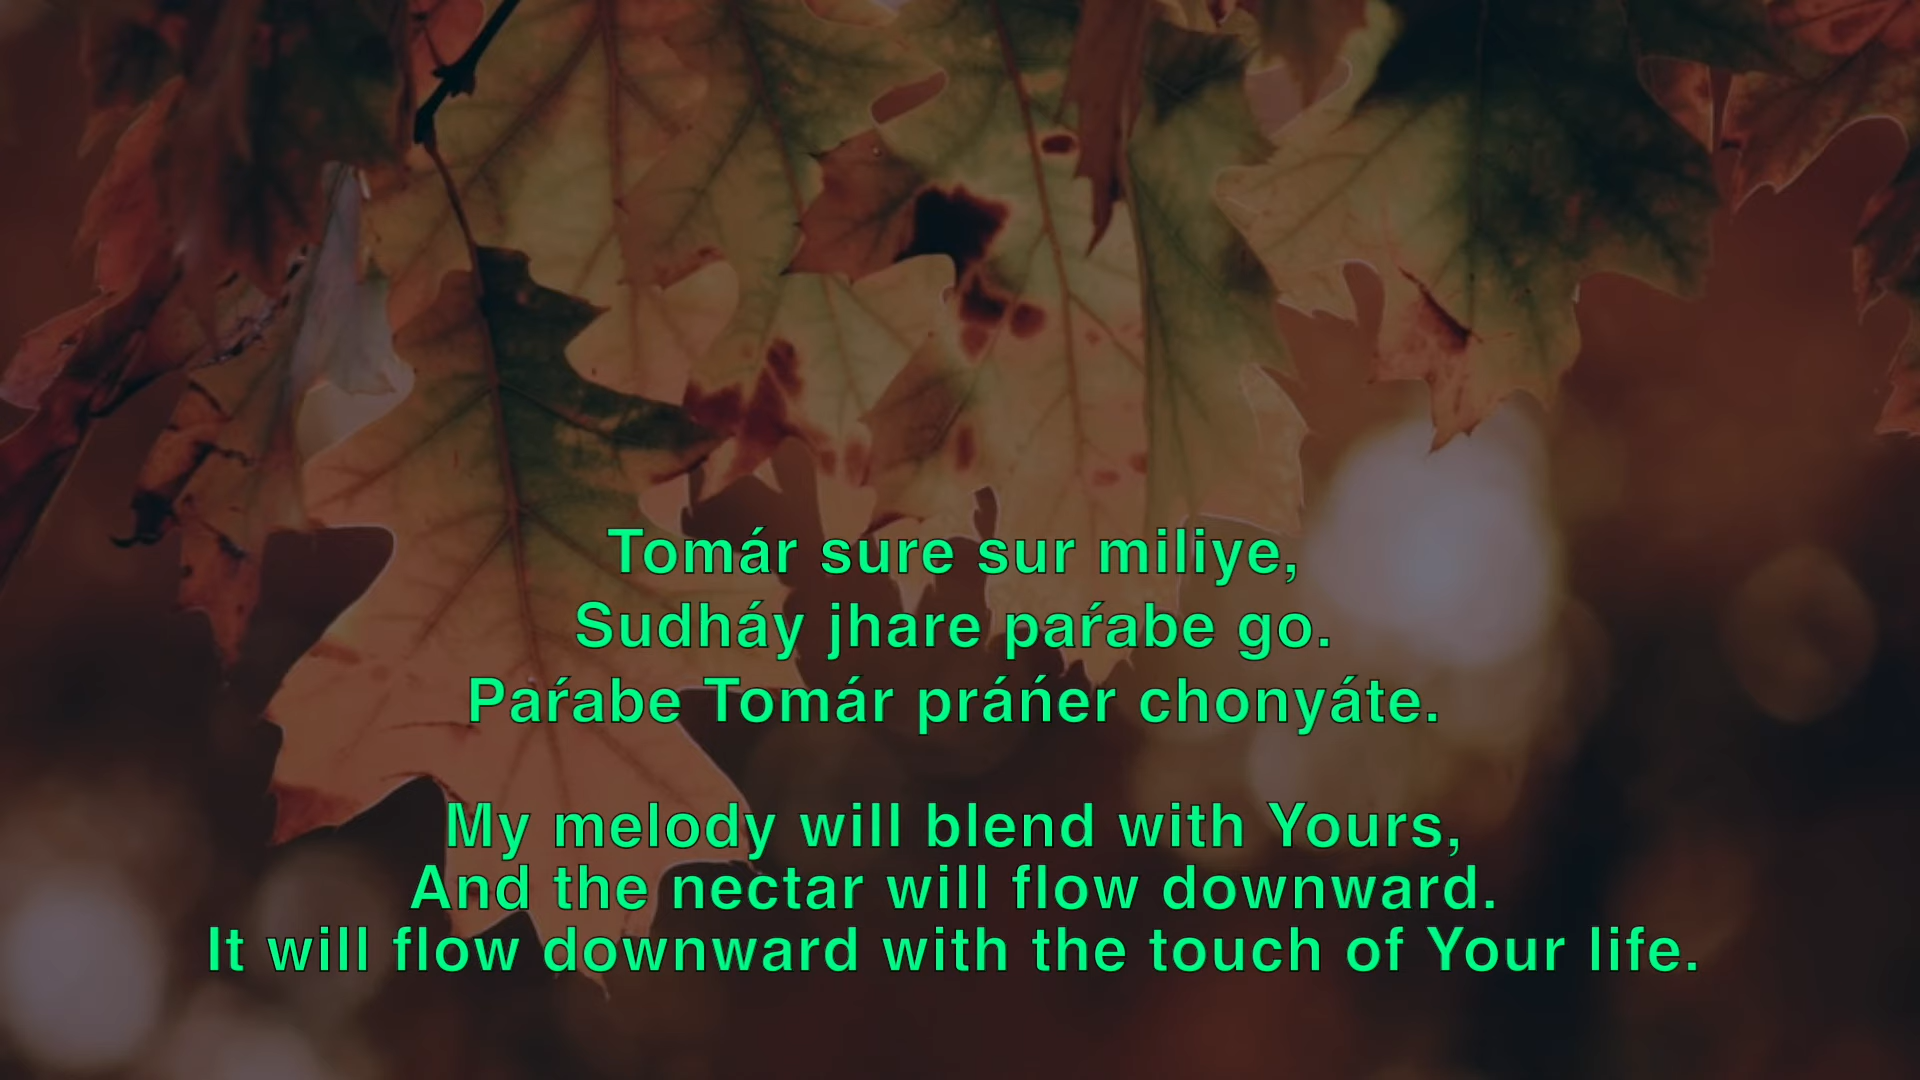 Tomár sure sur miliye,
Sudháy jhare paŕabe go.
Paŕabe Tomár práńer chonyáte.
My melody will blend with Yours,
And the nectar will flow downward.
It will flow downward with the touch of Your life.